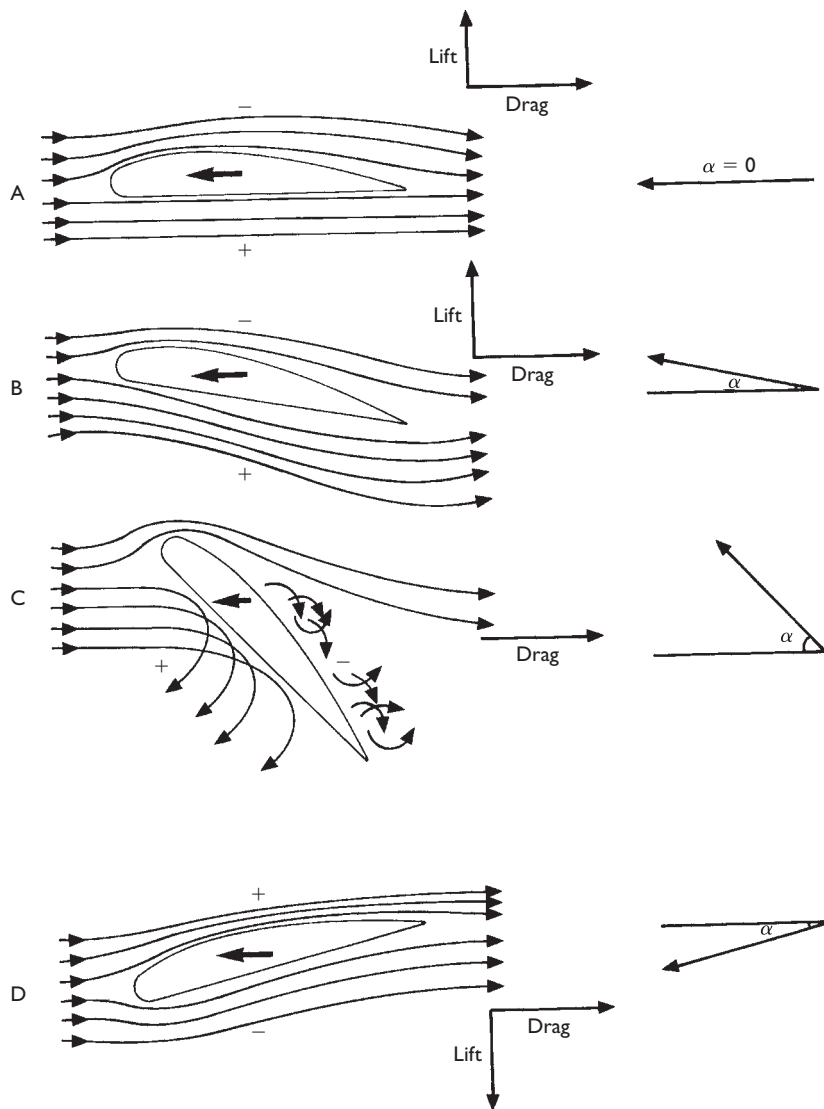 Lift
Drag
−
α = 0
A
+
Lift
−
Drag
α
B
+
C
α
−
Drag
+
+
α
D
Drag
−
Lift